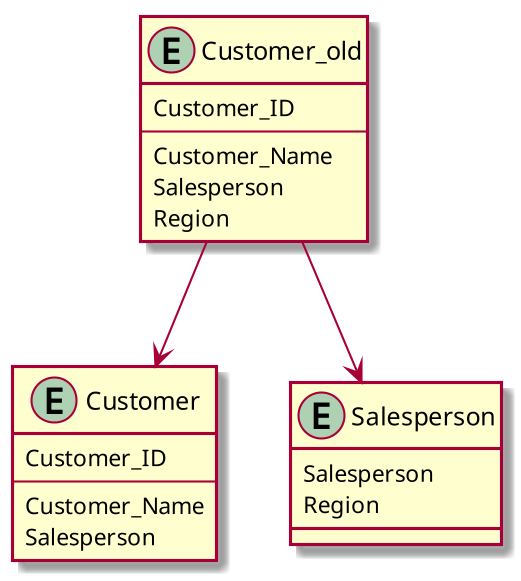 E Customer_old
Customer_ID
Customer_Name
Salesperson
Region
E Customer
Customer_ID
Customer_Name
Salesperson
E Salesperson
Salesperson
Region